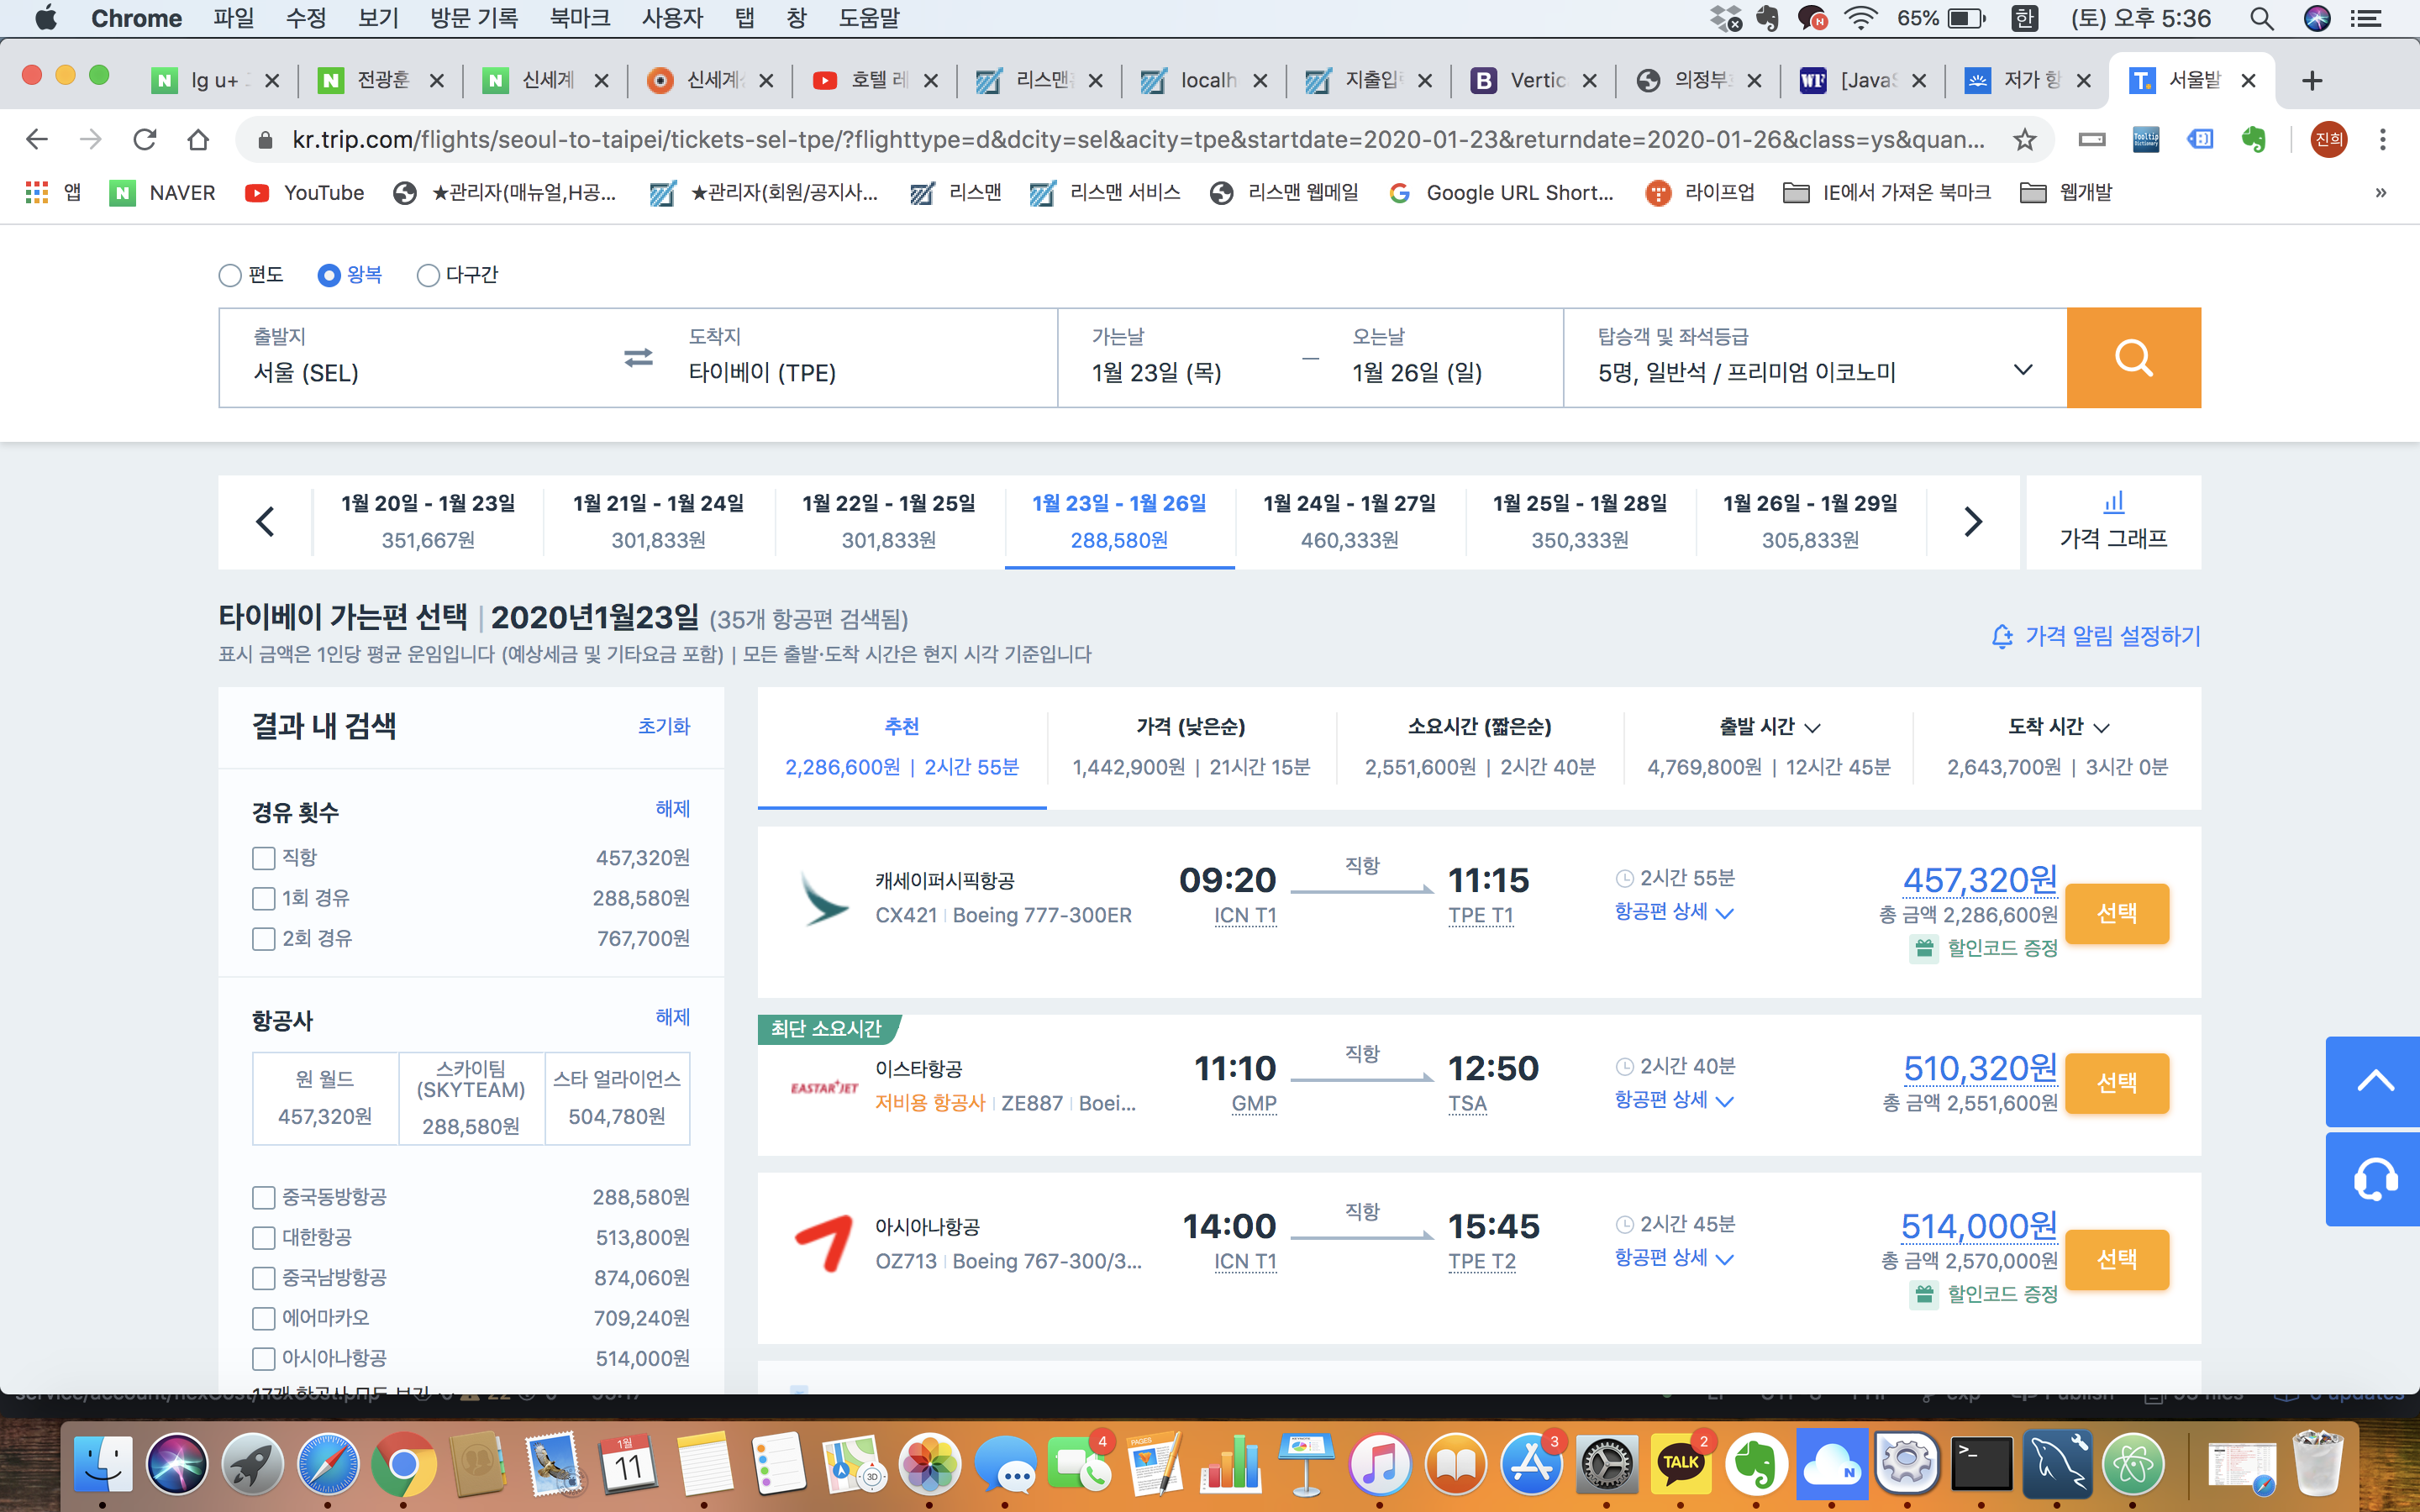 Chrome 파일 수정 보기 방문 기록 북마크 사용자 탭 창 도움말 65% 한 (토) 오후 5:36
lg u+ 전광훈 신세계 신세계 호텔 레 리스맨 localh 지출입 Vertic 의정부 [JavaS 저가 항 서울발
kr.trip.com/flights/seoul-to-taipei/tickets-sel-tpe/?flighttype=d&dcity=sel&acity=tpe&startdate=2020-01-23&returndate=2020-01-26&class=ys&quan... 진희
앱 NAVER YouTube ★관리자(매뉴얼,H공... ★관리자(회원/공지사... 리스맨 리스맨 서비스 리스맨 웹메일 Google URL Short... 라이프업 IE에서 가져온 북마크 웹개발 »
편도 왕복 다구간
출발지 도착지 가는날 오는날 탑승객 및 좌석등급
서울 (SEL) 타이베이 (TPE) 1월 23일 (목) – 1월 26일 (일) 5명, 일반석 / 프리미엄 이코노미
1월 20일 - 1월 23일 1월 21일 - 1월 24일 1월 22일 - 1월 25일 1월 23일 - 1월 26일 1월 24일 - 1월 27일 1월 25일 - 1월 28일 1월 26일 - 1월 29일
351,667원 301,833원 301,833원 288,580원 460,333원 350,333원 305,833원 가격 그래프
타이베이 가는편 선택 | 2020년1월23일 (35개 항공편 검색됨)
표시 금액은 1인당 평균 운임입니다 (예상세금 및 기타요금 포함) | 모든 출발·도착 시간은 현지 시각 기준입니다
가격 알림 설정하기
결과 내 검색 초기화
경유 횟수 해제
직항 457,320원
1회 경유 288,580원
2회 경유 767,700원
항공사 해제
원 월드 457,320원
스카이팀 (SKYTEAM) 288,580원
스타 얼라이언스 504,780원
중국동방항공 288,580원
대한항공 513,800원
중국남방항공 874,060원
에어마카오 709,240원
아시아나항공 514,000원
17개 항공사 모두 보기
추천 가격 (낮은순) 소요시간 (짧은순) 출발 시간 도착 시간
2,286,600원 | 2시간 55분 1,442,900원 | 21시간 15분 2,551,600원 | 2시간 40분 4,769,800원 | 12시간 45분 2,643,700원 | 3시간 0분
캐세이퍼시픽항공 09:20 직항 11:15 2시간 55분 457,320원
CX421 | Boeing 777-300ER ICN T1 TPE T1 항공편 상세 총 금액 2,286,600원 선택
할인코드 증정
최단 소요시간
EASTAR JET 이스타항공 11:10 직항 12:50 2시간 40분 510,320원
저비용 항공사 | ZE887 | Boei... GMP TSA 항공편 상세 총 금액 2,551,600원 선택
아시아나항공 14:00 직항 15:45 2시간 45분 514,000원
OZ713 | Boeing 767-300/3... ICN T1 TPE T2 항공편 상세 총 금액 2,570,000원 선택
할인코드 증정
1월 11 3D 4 PAGES 3 TALK 2 N